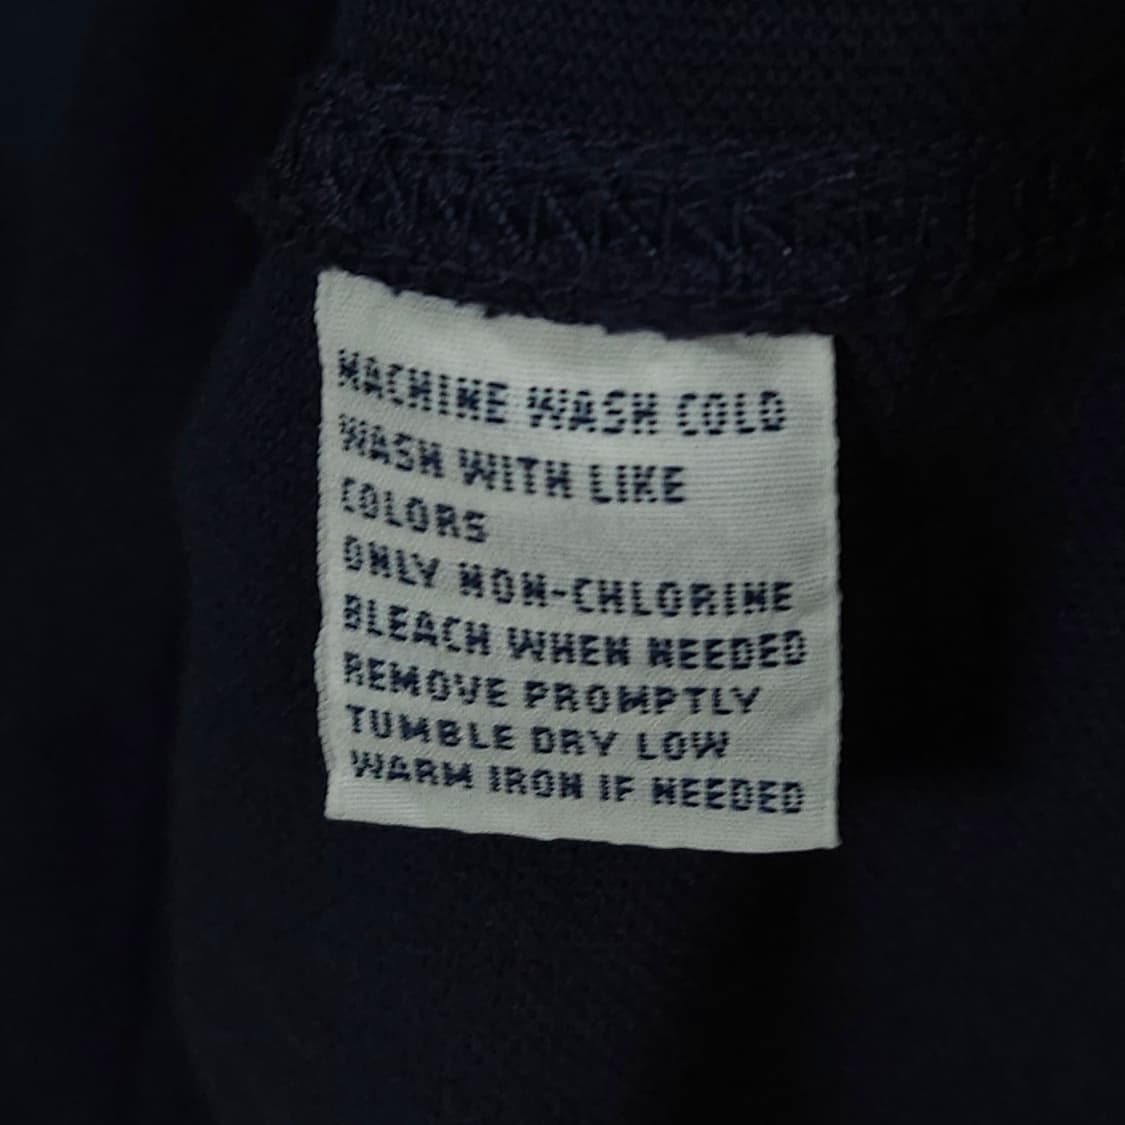 MACHINE WASH COLD
WASH WITH LIKE
COLORS
ONLY NON-CHLORINE
BLEACH WHEN NEEDED
REMOVE PROMPTLY
TUMBLE DRY LOW
WARM IRON IF NEEDED